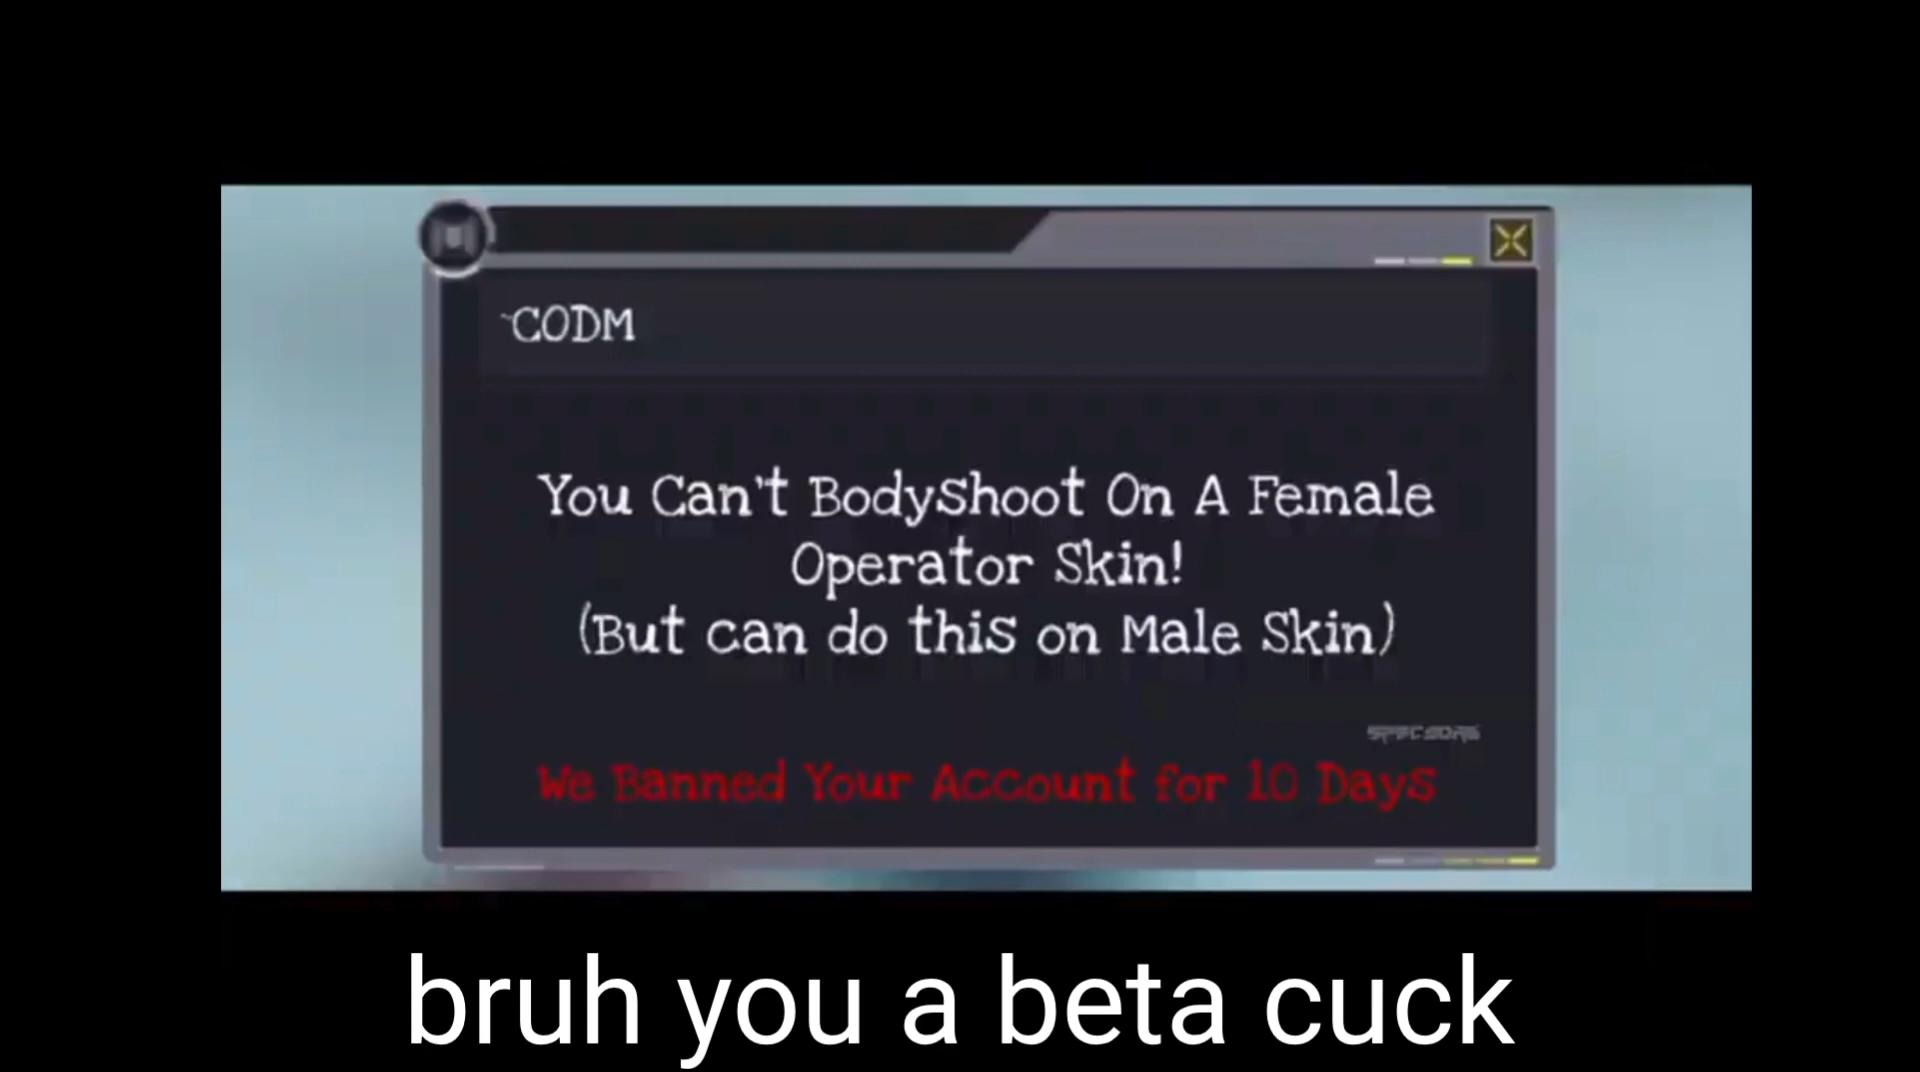 ~CODM
You Can't Bodyshoot On A Female
Operator Skin!
(But can do this on Male Skin)
We Banned Your Account for 10 Days
bruh you a beta cuck